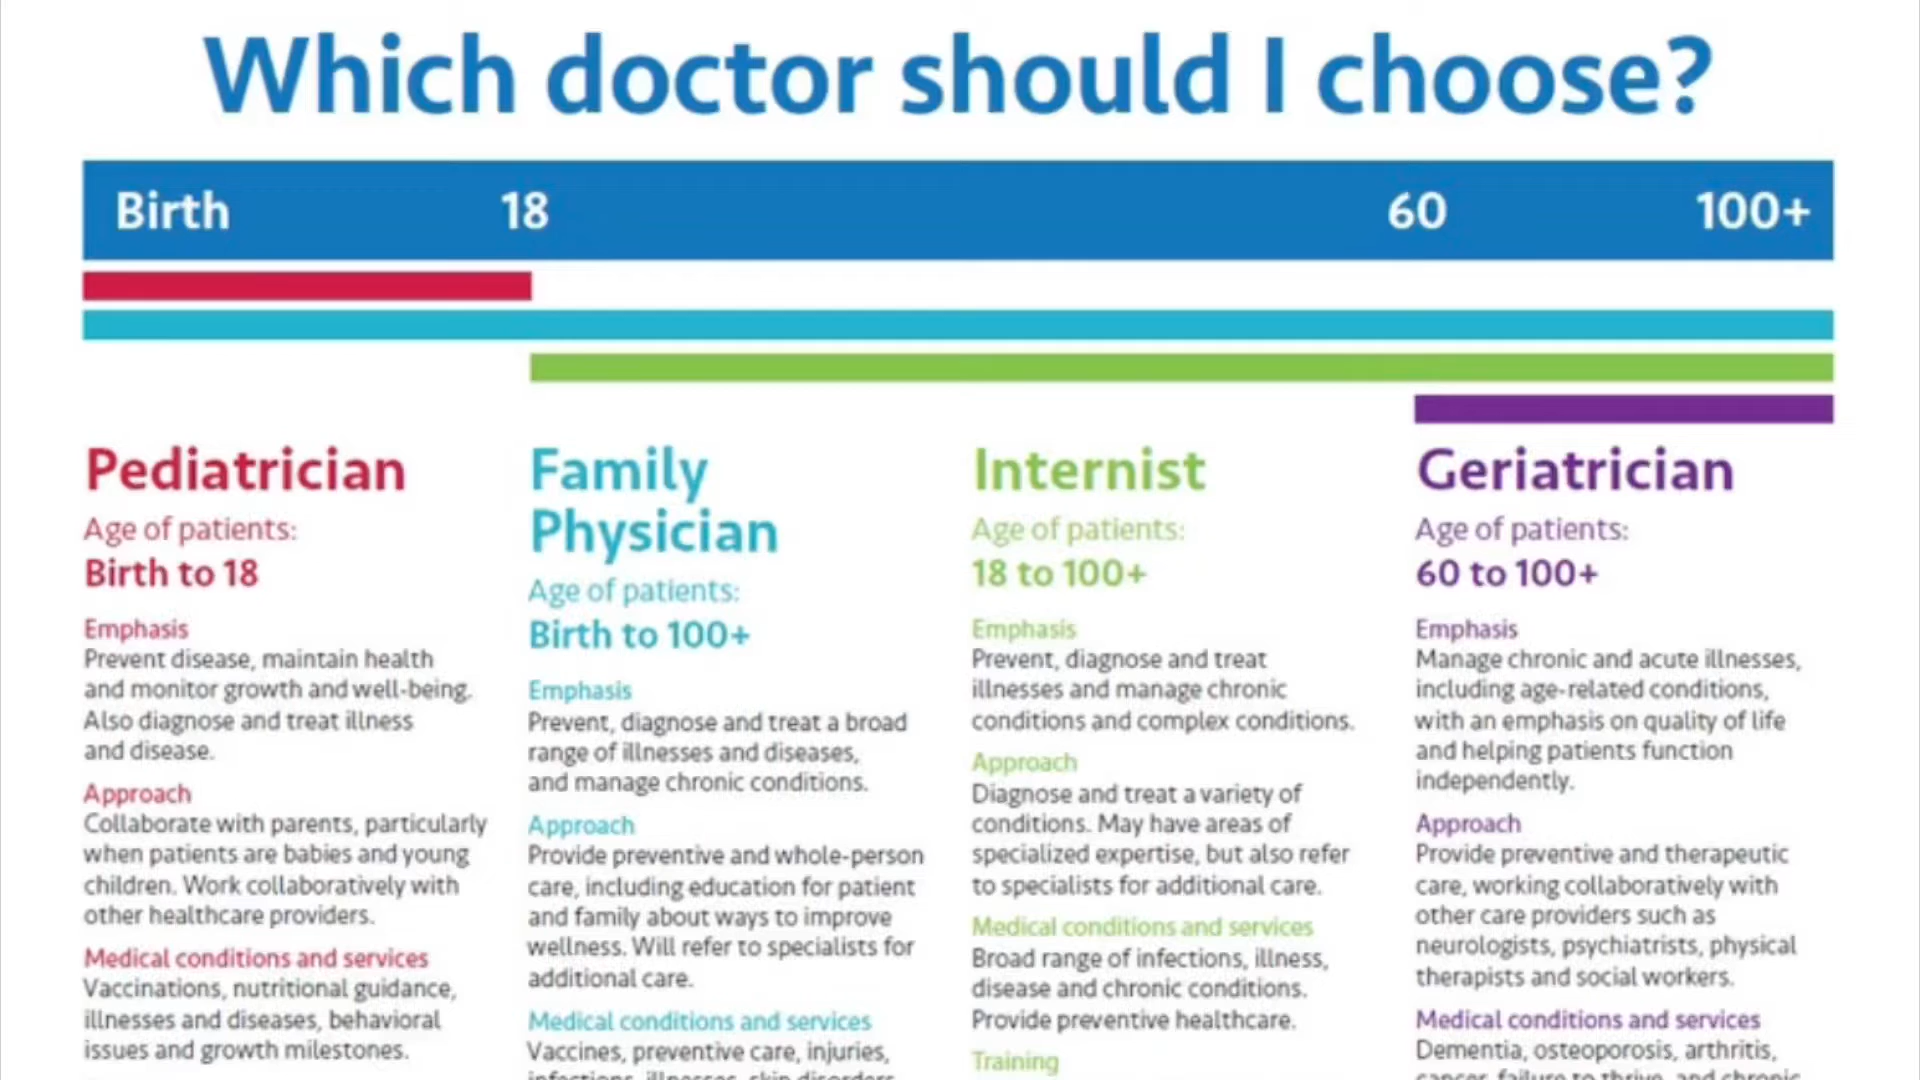 Which doctor should I choose?
Birth 18 60 100+
Pediatrician
Age of patients:
Birth to 18
Emphasis
Prevent disease, maintain health
and monitor growth and well-being.
Also diagnose and treat illness
and disease.
Approach
Collaborate with parents, particularly
when patients are babies and young
children. Work collaboratively with
other healthcare providers.
Medical conditions and services
Vaccinations, nutritional guidance,
illnesses and diseases, behavioral
issues and growth milestones.
Family
Physician
Age of patients:
Birth to 100+
Emphasis
Prevent, diagnose and treat a broad
range of illnesses and diseases,
and manage chronic conditions.
Approach
Provide preventive and whole-person
care, including education for patient
and family about ways to improve
wellness. Will refer to specialists for
additional care.
Medical conditions and services
Vaccines, preventive care, injuries,
infections, illnesses, skin disorders
Internist
Age of patients:
18 to 100+
Emphasis
Prevent, diagnose and treat
illnesses and manage chronic
conditions and complex conditions.
Approach
Diagnose and treat a variety of
conditions. May have areas of
specialized expertise, but also refer
to specialists for additional care.
Medical conditions and services
Broad range of infections, illness,
disease and chronic conditions.
Provide preventive healthcare.
Training
Geriatrician
Age of patients:
60 to 100+
Emphasis
Manage chronic and acute illnesses,
including age-related conditions,
with an emphasis on quality of life
and helping patients function
independently.
Approach
Provide preventive and therapeutic
care, working collaboratively with
other care providers such as
neurologists, psychiatrists, physical
therapists and social workers.
Medical conditions and services
Dementia, osteoporosis, arthritis,
cancer, failure to thrive, and chronic